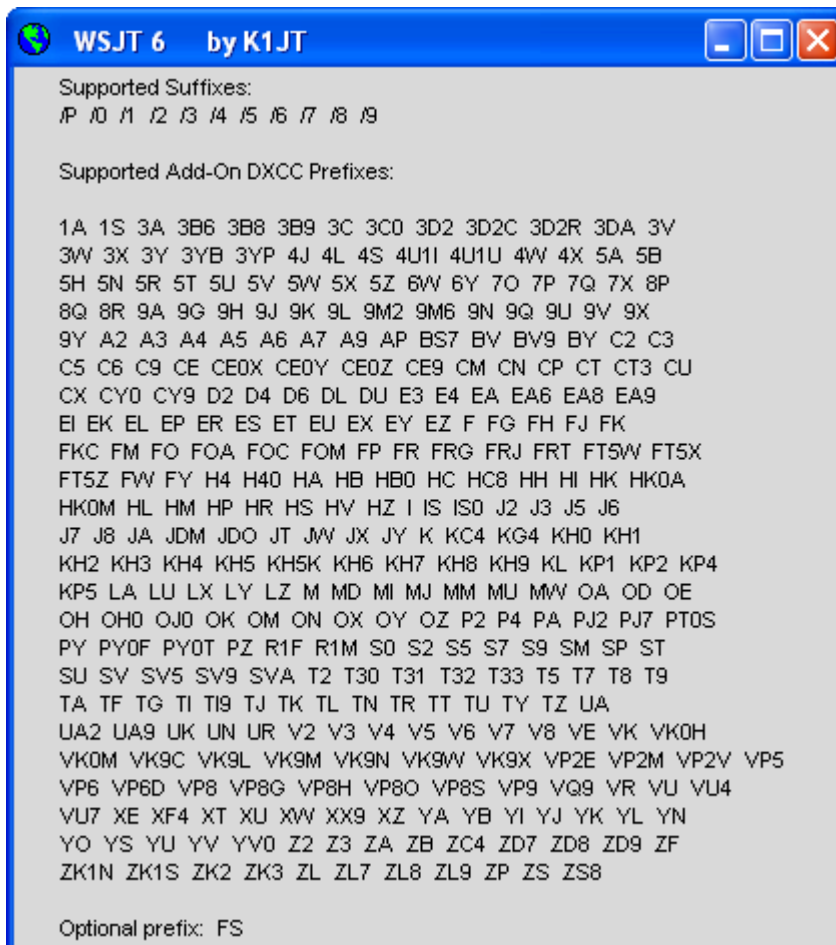 WSJT 6 by K1JT
Supported Suffixes:
/P /0 /1 /2 /3 /4 /5 /6 /7 /8 /9
Supported Add-On DXCC Prefixes:
1A 1S 3A 3B6 3B8 3B9 3C 3C0 3D2 3D2C 3D2R 3DA 3V
3W 3X 3Y 3YB 3YP 4J 4L 4S 4U1I 4U1U 4W 4X 5A 5B
5H 5N 5R 5T 5U 5V 5W 5X 5Z 6W 6Y 7O 7P 7Q 7X 8P
8Q 8R 9A 9G 9H 9J 9K 9L 9M2 9M6 9N 9Q 9U 9V 9X
9Y A2 A3 A4 A5 A6 A7 A9 AP BS7 BV BV9 BY C2 C3
C5 C6 C9 CE CE0X CE0Y CE0Z CE9 CM CN CP CT CT3 CU
CX CY0 CY9 D2 D4 D6 DL DU E3 E4 EA EA6 EA8 EA9
EI EK EL EP ER ES ET EU EX EY EZ F FG FH FJ FK
FKC FM FO FOA FOC FOM FP FR FRG FRJ FRT FT5W FT5X
FT5Z FW FY H4 H40 HA HB HB0 HC HC8 HH HI HK HK0A
HK0M HL HM HP HR HS HV HZ I IS IS0 J2 J3 J5 J6
J7 J8 JA JDM JDO JT JW JX JY K KC4 KG4 KH0 KH1
KH2 KH3 KH4 KH5 KH5K KH6 KH7 KH8 KH9 KL KP1 KP2 KP4
KP5 LA LU LX LY LZ M MD MI MJ MM MU MW OA OD OE
OH OH0 OJ0 OK OM ON OX OY OZ P2 P4 PA PJ2 PJ7 PT0S
PY PY0F PY0T PZ R1F R1M S0 S2 S5 S7 S9 SM SP ST
SU SV SV5 SV9 SVA T2 T30 T31 T32 T33 T5 T7 T8 T9
TA TF TG TI TI9 TJ TK TL TN TR TT TU TY TZ UA
UA2 UA9 UK UN UR V2 V3 V4 V5 V6 V7 V8 VE VK VK0H
VK0M VK9C VK9L VK9M VK9N VK9W VK9X VP2E VP2M VP2V VP5
VP6 VP6D VP8 VP8G VP8H VP8O VP8S VP9 VQ9 VR VU VU4
VU7 XE XF4 XT XU XW XX9 XZ YA YB YI YJ YK YL YN
YO YS YU YV YV0 Z2 Z3 ZA ZB ZC4 ZD7 ZD8 ZD9 ZF
ZK1N ZK1S ZK2 ZK3 ZL ZL7 ZL8 ZL9 ZP ZS ZS8
Optional prefix: FS